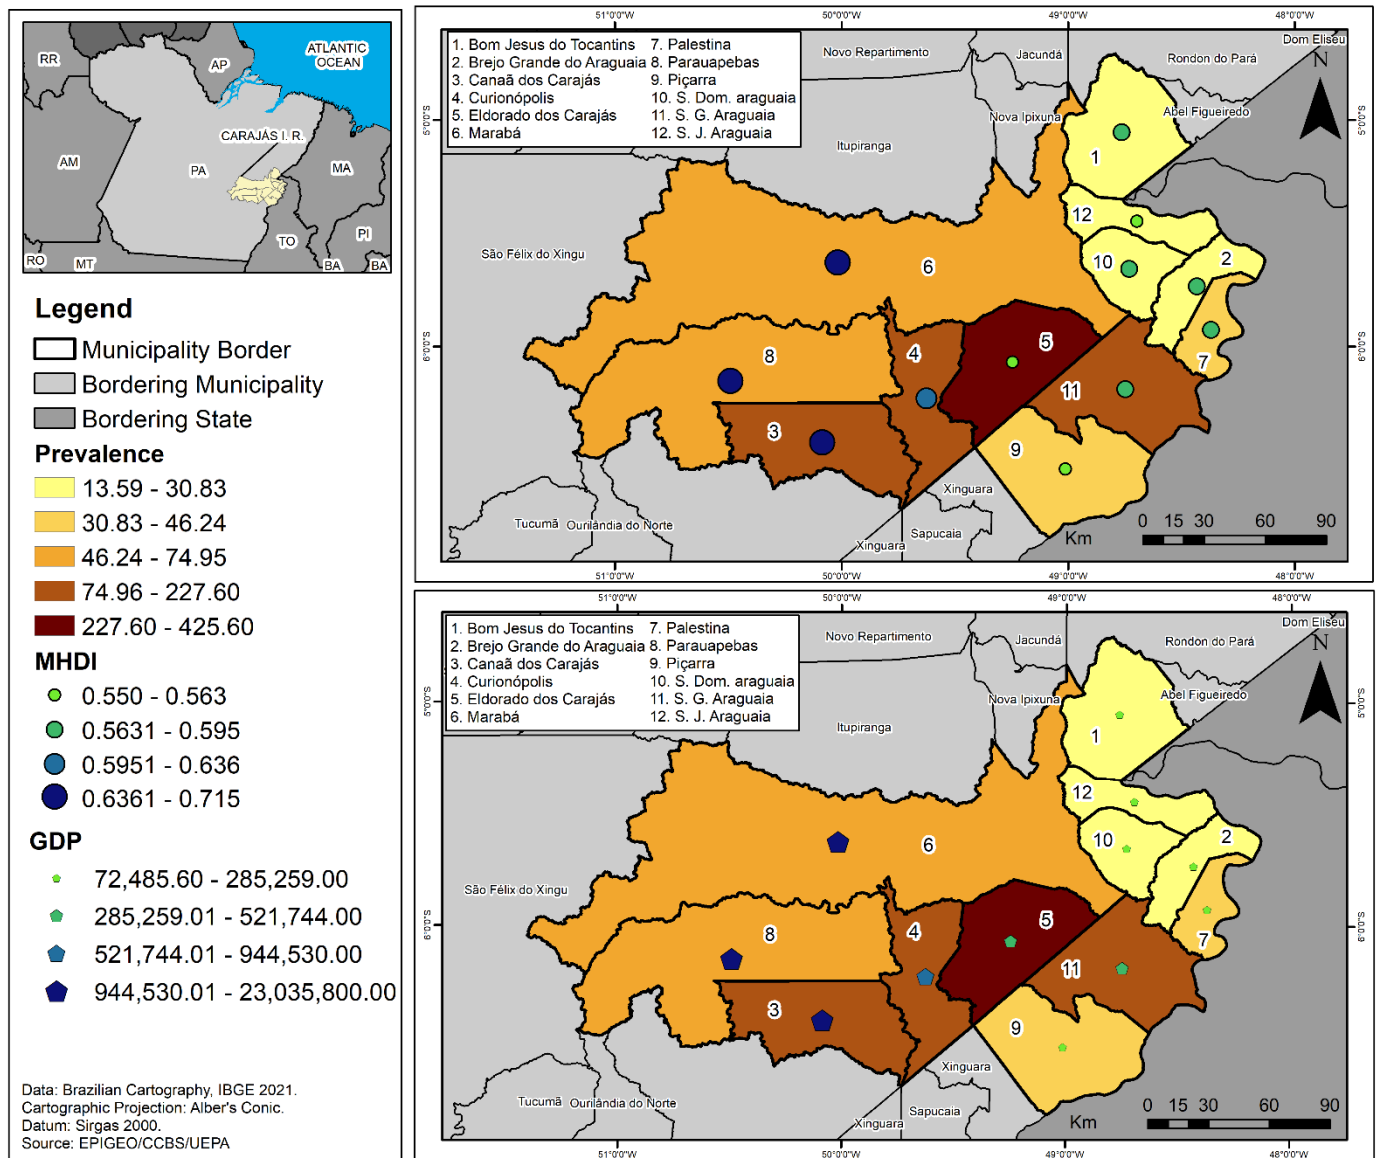 RR
AP
ATLANTIC
OCEAN
CARAJÁS I. R.
AM
PA
MA
TO
PI
RO
MT
BA
BA
Legend
Municipality Border
Bordering Municipality
Bordering State
Prevalence
13.59 - 30.83
30.83 - 46.24
46.24 - 74.95
74.96 - 227.60
227.60 - 425.60
MHDI
0.550 - 0.563
0.5631 - 0.595
0.5951 - 0.636
0.6361 - 0.715
GDP
72,485.60 - 285,259.00
285,259.01 - 521,744.00
521,744.01 - 944,530.00
944,530.01 - 23,035,800.00
Data: Brazilian Cartography, IBGE 2021.
Cartographic Projection: Alber's Conic.
Datum: Sirgas 2000.
Source: EPIGEO/CCBS/UEPA
51°0'0"W 50°0'0"W 49°0'0"W 48°0'0"W
1. Bom Jesus do Tocantins 7. Palestina
2. Brejo Grande do Araguaia 8. Parauapebas
3. Canaã dos Carajás 9. Piçarra
4. Curionópolis 10. S. Dom. araguaia
5. Eldorado dos Carajás 11. S. G. Araguaia
6. Marabá 12. S. J. Araguaia
Novo Repartimento
Jacundá
Dom Eliseu
Rondon do Pará
N
Nova Ipixuna
Abel Figueiredo
5°0'0"S
5°0'0"S
Itupiranga
1
12
São Félix do Xingu
6
10
2
8
4
5
7
6°0'0"S
6°0'0"S
11
3
9
Xinguara
Tucumã
Ourilândia do Norte
Sapucaia
Xinguara
0 15 30 60 90
Km
51°0'0"W 50°0'0"W 49°0'0"W 48°0'0"W
1. Bom Jesus do Tocantins 7. Palestina
2. Brejo Grande do Araguaia 8. Parauapebas
3. Canaã dos Carajás 9. Piçarra
4. Curionópolis 10. S. Dom. araguaia
5. Eldorado dos Carajás 11. S. G. Araguaia
6. Marabá 12. S. J. Araguaia
Novo Repartimento
Jacundá
Dom Eliseu
Rondon do Pará
N
Nova Ipixuna
Abel Figueiredo
5°0'0"S
5°0'0"S
Itupiranga
1
12
São Félix do Xingu
6
10
2
8
4
5
7
6°0'0"S
6°0'0"S
11
3
9
Xinguara
Tucumã
Ourilândia do Norte
Sapucaia
Xinguara
0 15 30 60 90
Km
51°0'0"W 50°0'0"W 49°0'0"W 48°0'0"W